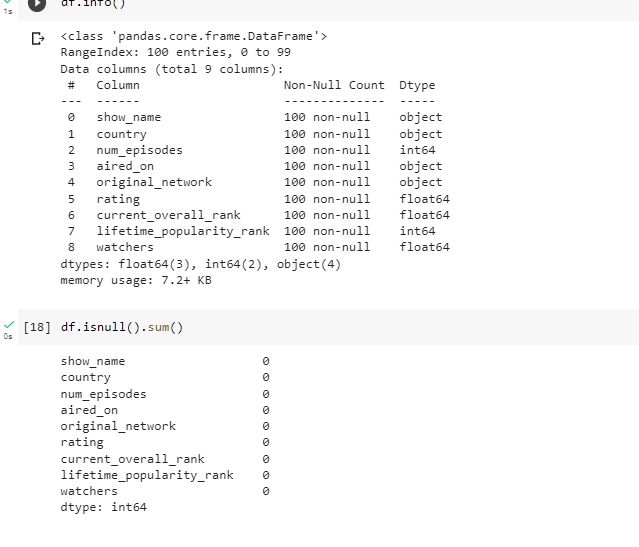 1s df.info()
<class 'pandas.core.frame.DataFrame'>
RangeIndex: 100 entries, 0 to 99
Data columns (total 9 columns):
 #   Column                    Non-Null Count  Dtype
---  ------                    --------------  -----
 0   show_name                 100 non-null    object
 1   country                   100 non-null    object
 2   num_episodes              100 non-null    int64
 3   aired_on                  100 non-null    object
 4   original_network          100 non-null    object
 5   rating                    100 non-null    float64
 6   current_overall_rank      100 non-null    float64
 7   lifetime_popularity_rank  100 non-null    int64
 8   watchers                  100 non-null    float64
dtypes: float64(3), int64(2), object(4)
memory usage: 7.2+ KB
0s [18] df.isnull().sum()
show_name                   0
country                     0
num_episodes                0
aired_on                    0
original_network            0
rating                      0
current_overall_rank        0
lifetime_popularity_rank    0
watchers                    0
dtype: int64